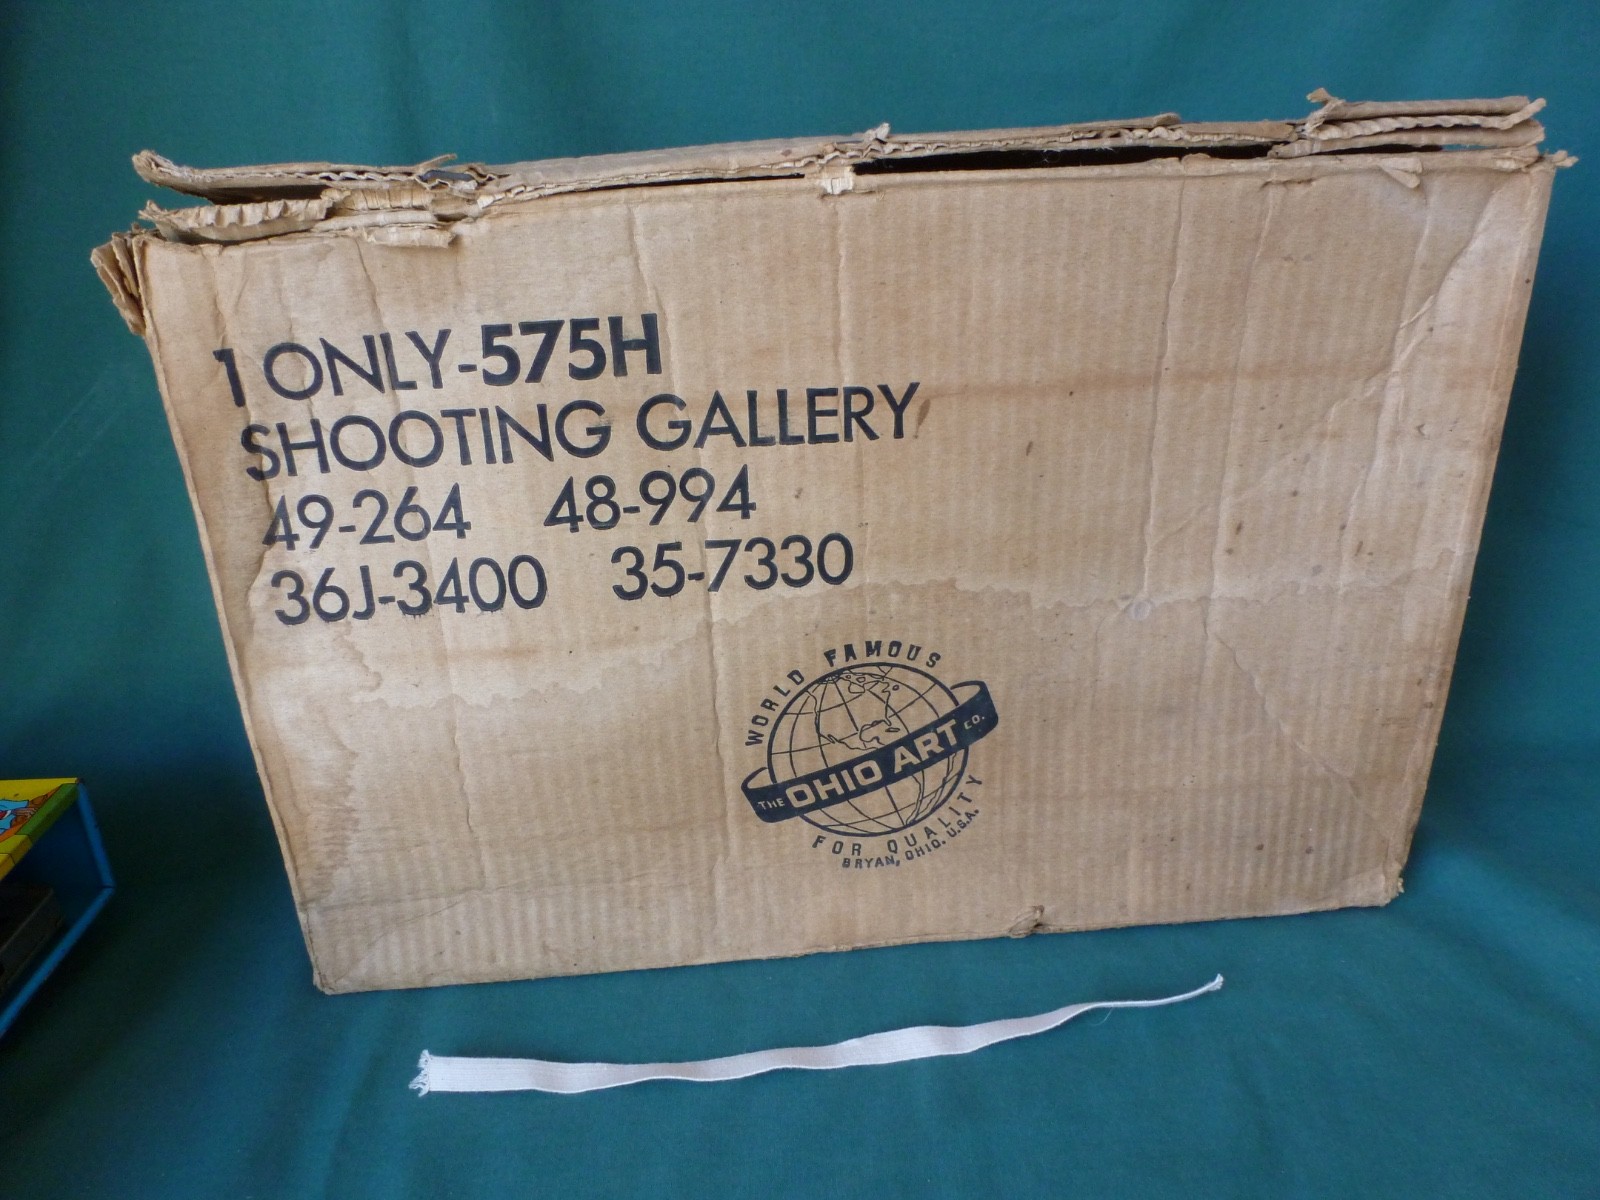 1 ONLY-575H
SHOOTING GALLERY
49-264 48-994
36J-3400 35-7330
WORLD FAMOUS
THE OHIO ART CO.
FOR QUALITY
BRYAN, OHIO. U.S.A.